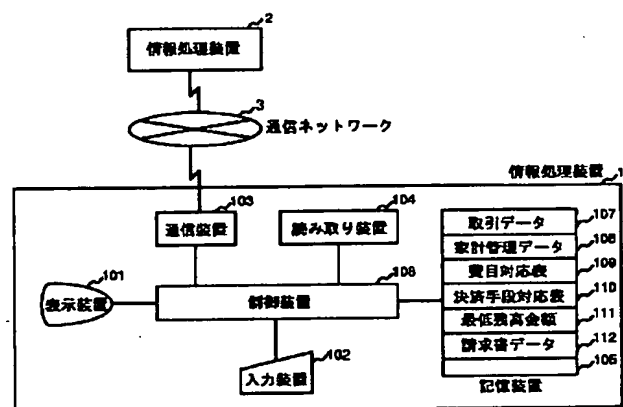 2
情報処理装置
3
通信ネットワーク
情報処理装置 1
103
通信装置
104
読み取り装置
107
取引データ
108
家計管理データ
109
費目対応表
110
決済手段対応表
111
最低残高金額
112
請求書データ
105
記憶装置
101
表示装置
106
制御装置
102
入力装置